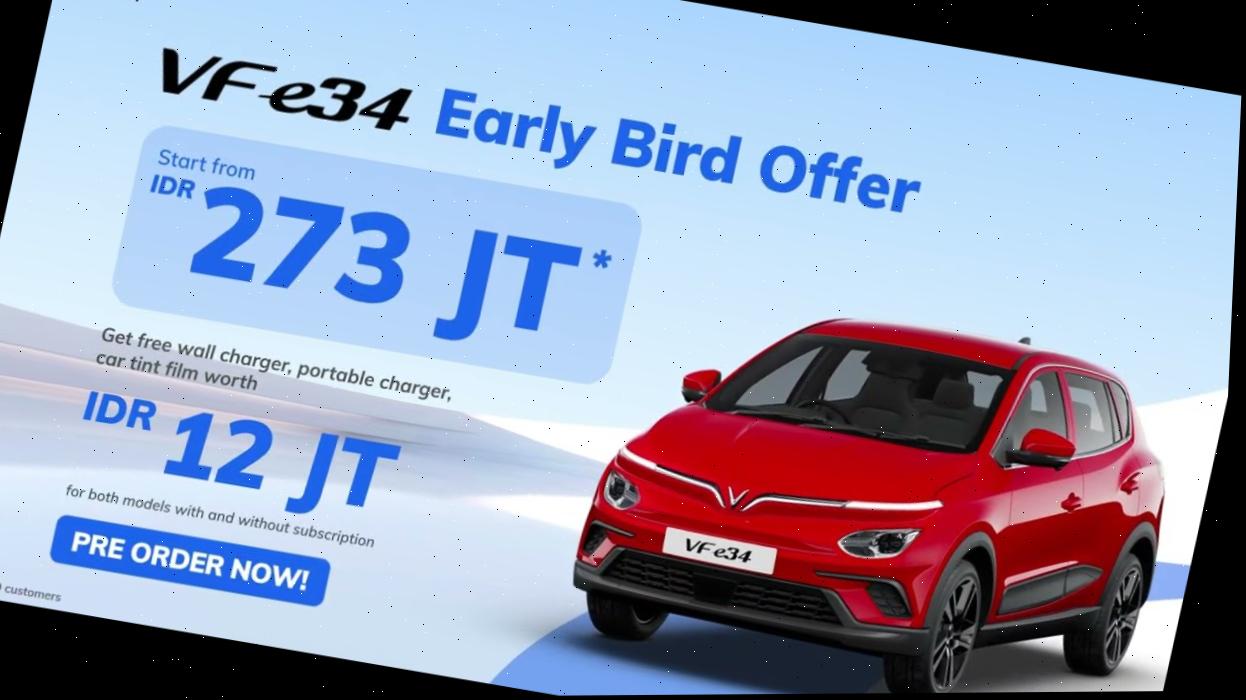 VF e34 Early Bird Offer
Start from
IDR 273 JT*
Get free wall charger, portable charger,
car tint film worth
IDR 12 JT
for both models with and without subscription
PRE ORDER NOW!
customers
VF e34